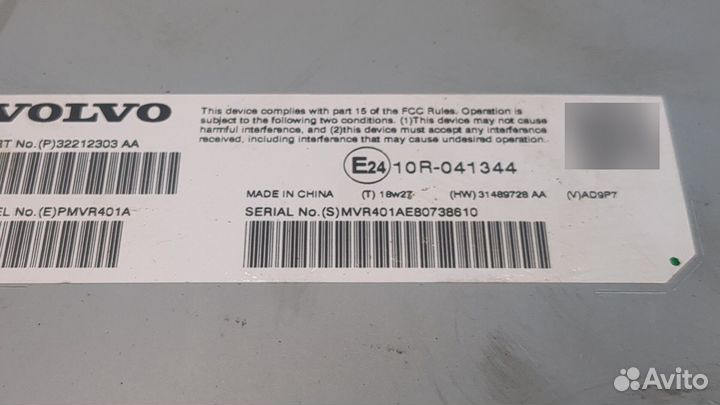 VOLVO
RT No.(P)32212303 AA
EL No.(E)PMVR401A
This device complies with part 15 of the FCC Rules. Operation is
subject to the following two conditions. (1)This device may not cause
harmful interference, and (2)this device must accept any interference
received, including interference that may cause undesired operation.
E24 10R-041344
MADE IN CHINA (T) 18w27 (HW)31489728 AA (V)AD9P7
SERIAL No.(S)MVR401AE80738610
Avito